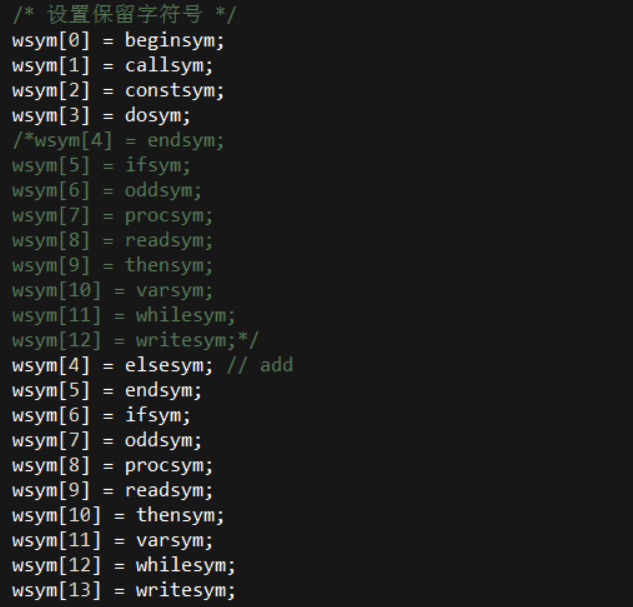 /* 设置保留字符号 */
wsym[0] = beginsym;
wsym[1] = callsym;
wsym[2] = constsym;
wsym[3] = dosym;
/*wsym[4] = endsym;
wsym[5] = ifsym;
wsym[6] = oddsym;
wsym[7] = procsym;
wsym[8] = readsym;
wsym[9] = thensym;
wsym[10] = varsym;
wsym[11] = whilesym;
wsym[12] = writesym;*/
wsym[4] = elsesym; // add
wsym[5] = endsym;
wsym[6] = ifsym;
wsym[7] = oddsym;
wsym[8] = procsym;
wsym[9] = readsym;
wsym[10] = thensym;
wsym[11] = varsym;
wsym[12] = whilesym;
wsym[13] = writesym;